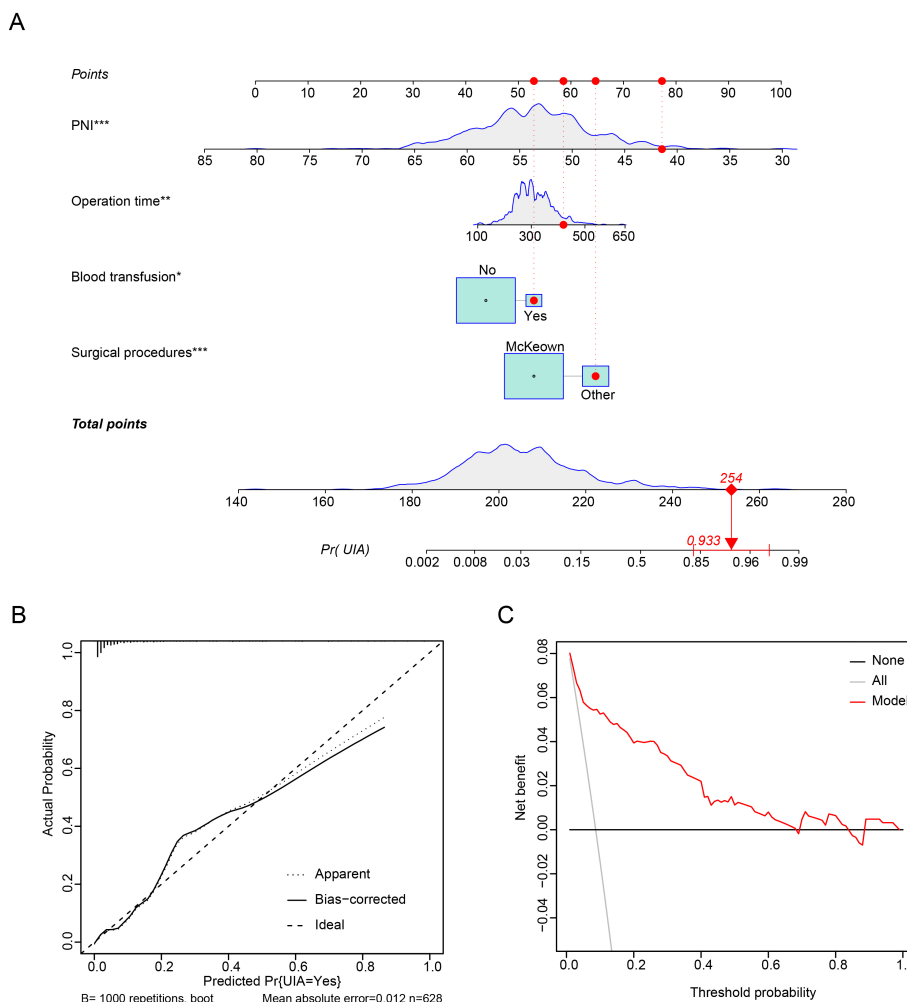 A
Points
0 10 20 30 40 50 60 70 80 90 100
PNI***
85 80 75 70 65 60 55 50 45 40 35 30
Operation time**
100 300 500 650
Blood transfusion*
No
Yes
Surgical procedures***
McKeown
Other
Total points
254
140 160 180 200 220 240 260 280
Pr( UIA)
0.933
0.002 0.008 0.03 0.15 0.5 0.85 0.96 0.99
B
Actual Probability
1.0
0.8
0.6
0.4
0.2
0.0
Apparent
Bias−corrected
Ideal
0.0 0.2 0.4 0.6 0.8 1.0
Predicted Pr{UIA=Yes}
B= 1000 repetitions, boot Mean absolute error=0.012 n=628
C
Net benefit
0.08
0.06
0.04
0.02
0.00
−0.02
−0.04
None
All
Model
0.0 0.2 0.4 0.6 0.8
Threshold probability